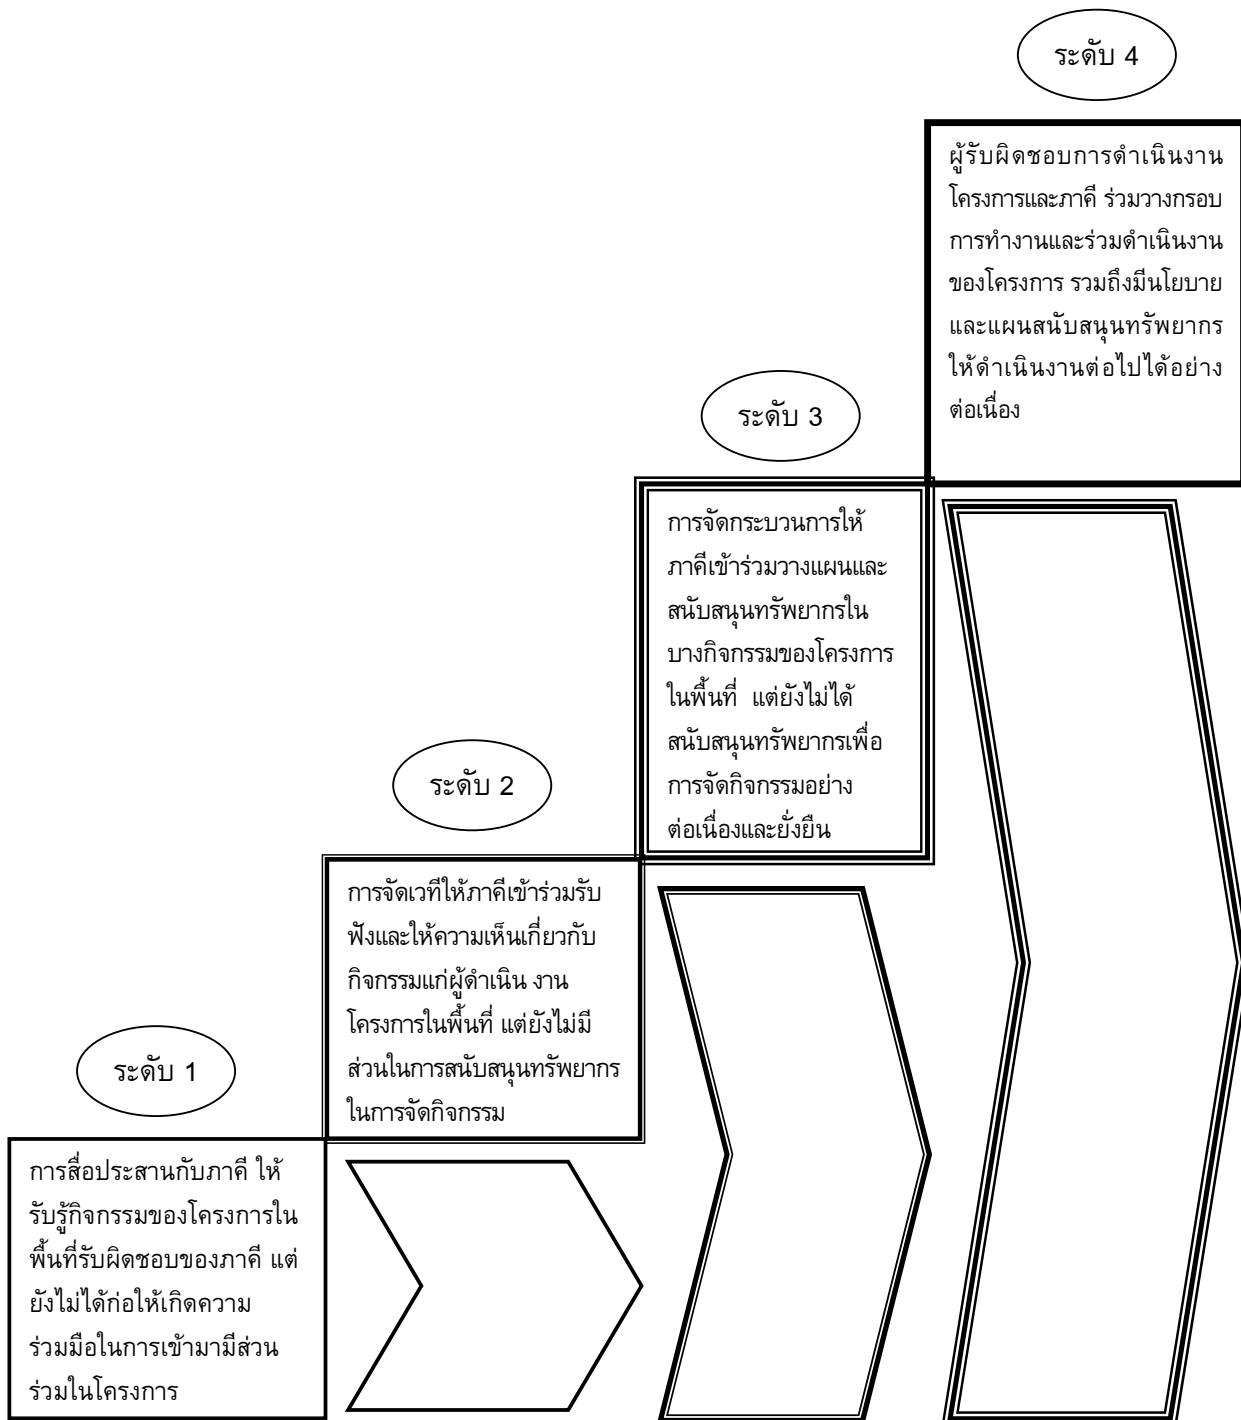 ระดับ 4
ผู้รับผิดชอบการดำเนินงาน
โครงการและภาคี ร่วมวางกรอบ
การทำงานและร่วมดำเนินงาน
ของโครงการ รวมถึงมีนโยบาย
และแผนสนับสนุนทรัพยากร
ให้ดำเนินงานต่อไปได้อย่าง
ต่อเนื่อง
ระดับ 3
การจัดกระบวนการให้
ภาคีเข้าร่วมวางแผนและ
สนับสนุนทรัพยากรใน
บางกิจกรรมของโครงการ
ในพื้นที่ แต่ยังไม่ได้
สนับสนุนทรัพยากรเพื่อ
การจัดกิจกรรมอย่าง
ต่อเนื่องและยั่งยืน
ระดับ 2
การจัดเวทีให้ภาคีเข้าร่วมรับ
ฟังและให้ความเห็นเกี่ยวกับ
กิจกรรมแก่ผู้ดำเนิน งาน
โครงการในพื้นที่ แต่ยังไม่มี
ส่วนในการสนับสนุนทรัพยากร
ในการจัดกิจกรรม
ระดับ 1
การสื่อประสานกับภาคี ให้
รับรู้กิจกรรมของโครงการใน
พื้นที่รับผิดชอบของภาคี แต่
ยังไม่ได้ก่อให้เกิดความ
ร่วมมือในการเข้ามามีส่วน
ร่วมในโครงการ